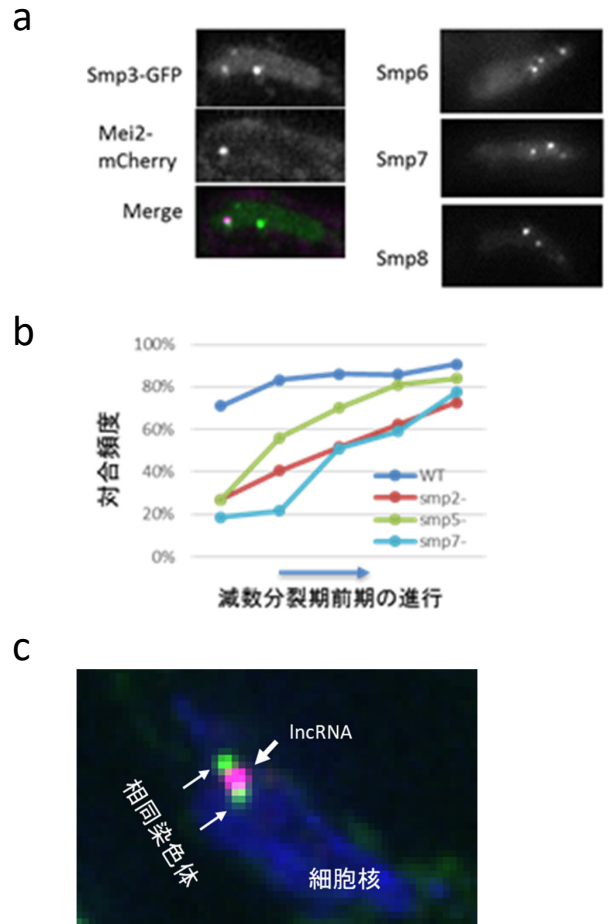 a
Smp3-GFP
Mei2-
mCherry
Merge
Smp6
Smp7
Smp8
b
100%
80%
60%
40%
20%
0%
対合頻度
WT
smp2-
smp5-
smp7-
減数分裂期前期の進行
c
lncRNA
相同染色体
細胞核